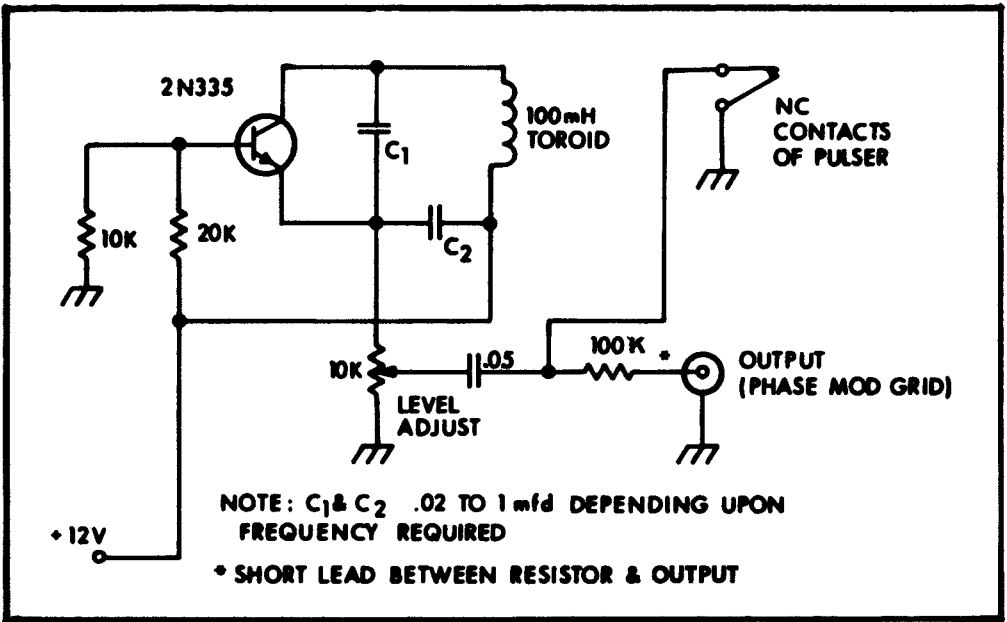 2N335
C1
100mH
TOROID
NC
CONTACTS
OF PULSER
10K
20K
C2
10K
LEVEL
ADJUST
.05
100K
*
OUTPUT
(PHASE MOD GRID)
NOTE: C1 & C2 .02 TO 1 mfd DEPENDING UPON
FREQUENCY REQUIRED
+12V
* SHORT LEAD BETWEEN RESISTOR & OUTPUT